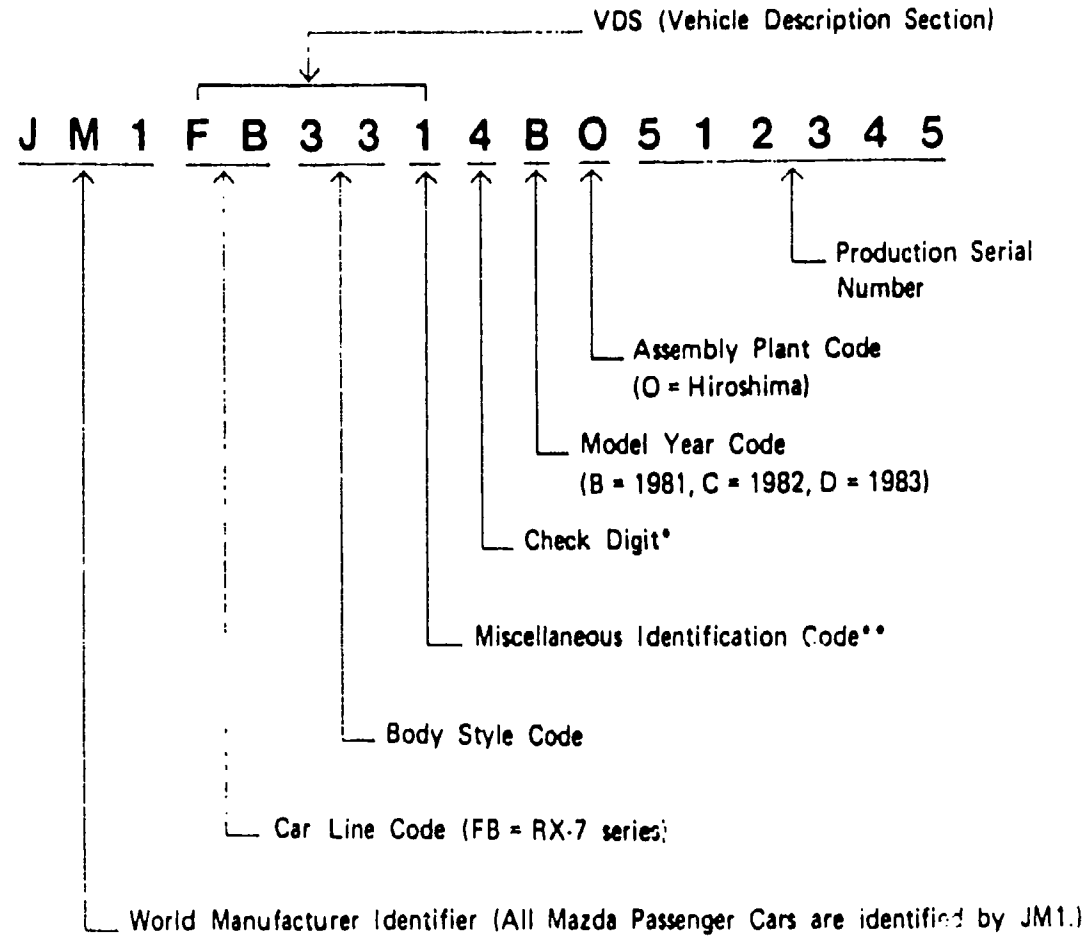 VDS (Vehicle Description Section)
J M 1 F B 3 3 1 4 B O 5 1 2 3 4 5
Production Serial
Number
Assembly Plant Code
(O = Hiroshima)
Model Year Code
(B = 1981, C = 1982, D = 1983)
Check Digit*
Miscellaneous Identification Code**
Body Style Code
Car Line Code (FB = RX-7 series)
World Manufacturer Identifier (All Mazda Passenger Cars are identified by JM1.)